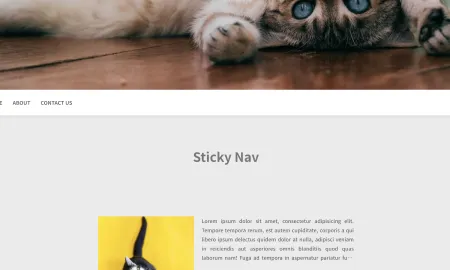 E ABOUT CONTACT US
Sticky Nav
Lorem ipsum dolor sit amet, consectetur adipisicing elit.
Tempore tempora rerum, est autem cupiditate, corporis a qui
libero ipsum delectus quidem dolor at nulla, adipisci veniam
in reiciendis aut asperiores omnis blanditiis quod quas
laborum nam! Fuga ad tempora in aspernatur pariatur fu···